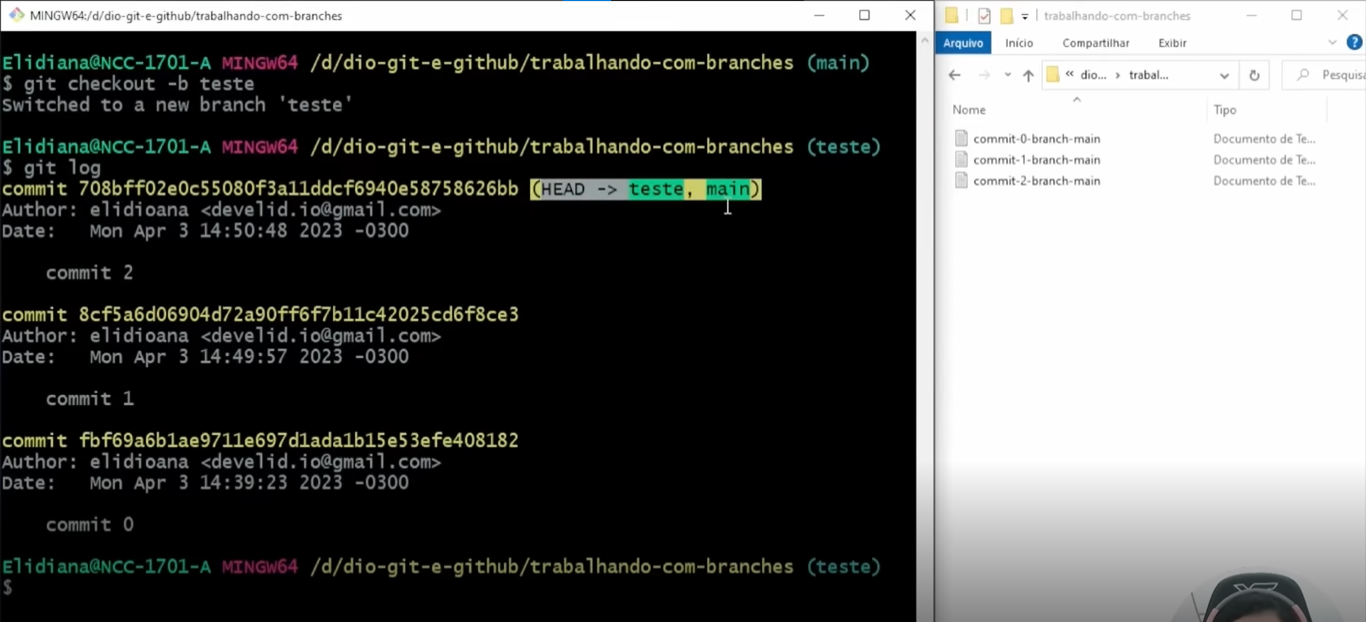 MINGW64:/d/dio-git-e-github/trabalhando-com-branches
Elidiana@NCC-1701-A MINGW64 /d/dio-git-e-github/trabalhando-com-branches (main)
$ git checkout -b teste
Switched to a new branch 'teste'
Elidiana@NCC-1701-A MINGW64 /d/dio-git-e-github/trabalhando-com-branches (teste)
$ git log
commit 708bff02e0c55080f3a11ddcf6940e58758626bb (HEAD -> teste, main)
Author: elidioana <develid.io@gmail.com>
Date:   Mon Apr 3 14:50:48 2023 -0300
commit 2
commit 8cf5a6d06904d72a90ff6f7b11c42025cd6f8ce3
Author: elidioana <develid.io@gmail.com>
Date:   Mon Apr 3 14:49:57 2023 -0300
commit 1
commit fbf69a6b1ae9711e697d1ada1b15e53efe408182
Author: elidioana <develid.io@gmail.com>
Date:   Mon Apr 3 14:39:23 2023 -0300
commit 0
Elidiana@NCC-1701-A MINGW64 /d/dio-git-e-github/trabalhando-com-branches (teste)
$
trabalhando-com-branches
Arquivo Início Compartilhar Exibir
« dio... › trabal... Pesquisa
Nome Tipo
commit-0-branch-main Documento de Te...
commit-1-branch-main Documento de Te...
commit-2-branch-main Documento de Te...